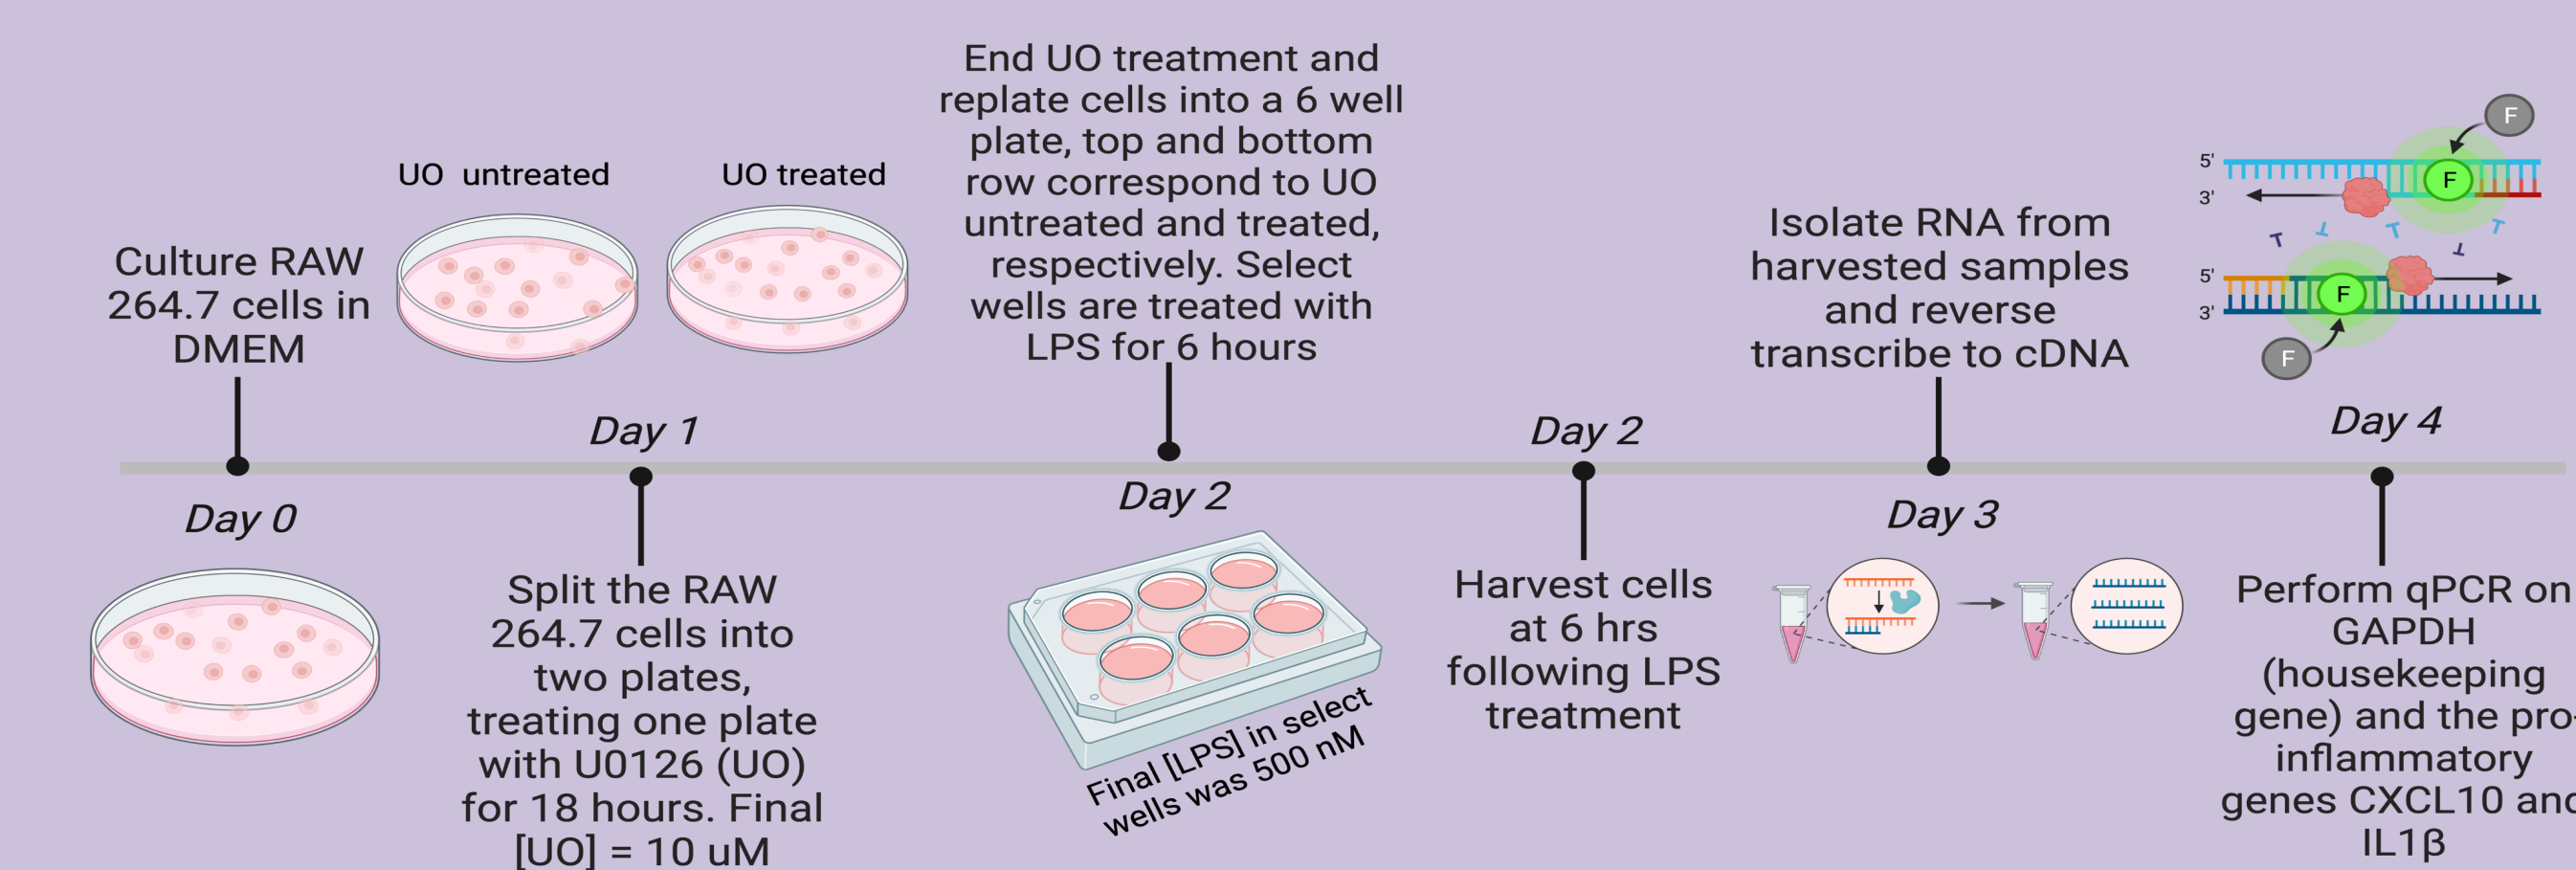 Culture RAW
264.7 cells in
DMEM
Day 0
UO untreated
UO treated
Day 1
Split the RAW
264.7 cells into
two plates,
treating one plate
with U0126 (UO)
for 18 hours. Final
[UO] = 10 uM
End UO treatment and
replate cells into a 6 well
plate, top and bottom
row correspond to UO
untreated and treated,
respectively. Select
wells are treated with
LPS for 6 hours
Day 2
Final [LPS] in select
wells was 500 nM
Day 2
Harvest cells
at 6 hrs
following LPS
treatment
Isolate RNA from
harvested samples
and reverse
transcribe to cDNA
Day 3
F
5'
F
3'
5'
F
3'
F
Day 4
Perform qPCR on
GAPDH
(housekeeping
gene) and the pro-
inflammatory
genes CXCL10 and
IL1β